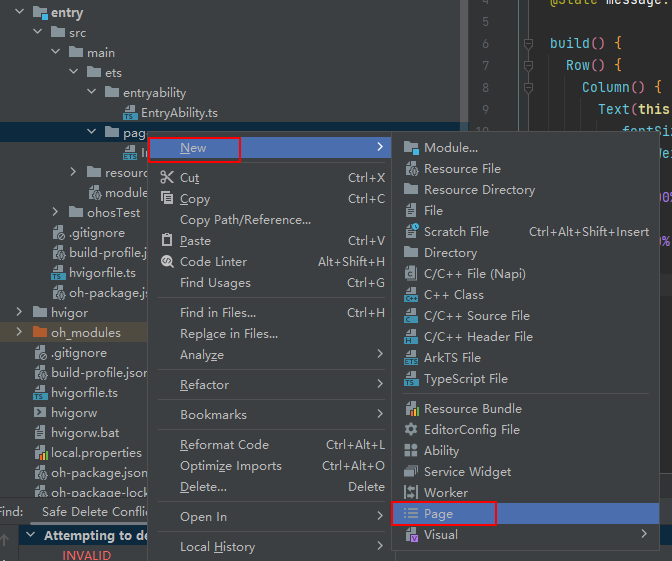 entry
src
main
ets
entryability
EntryAbility.ts
pag
resour
module
ohosTest
.gitignore
build-profile.j
hvigorfile.ts
oh-package.js
hvigor
oh_modules
.gitignore
build-profile.json
hvigorfile.ts
hvigorw
hvigorw.bat
local.properties
oh-package.json
oh-package-lock
Find: Safe Delete Conflic
Attempting to de
INVALID
New
Cut Ctrl+X
Copy Ctrl+C
Copy Path/Reference...
Paste Ctrl+V
Code Linter Alt+Shift+H
Find Usages Ctrl+G
Find in Files... Ctrl+H
Replace in Files...
Analyze
Refactor
Bookmarks
Reformat Code Ctrl+Alt+L
Optimize Imports Ctrl+Alt+O
Delete... Delete
Open In
Local History
Module...
Resource File
Resource Directory
File
Scratch File Ctrl+Alt+Shift+Insert
Directory
C/C++ File (Napi)
C++ Class
C/C++ Source File
C/C++ Header File
ArkTS File
TypeScript File
Resource Bundle
EditorConfig File
Ability
Service Widget
Worker
Page
Visual
4 @State message:
5
6 build() {
7 Row() {
8 Column() {
9 Text(this
fontSiz